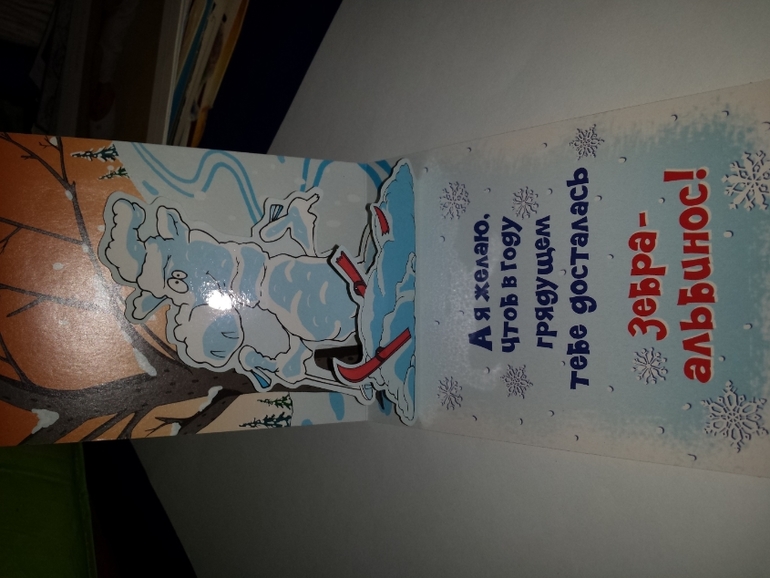 А я желаю,
Чтоб в году
грядущем
тебе досталась
Зебра-
альбинос!